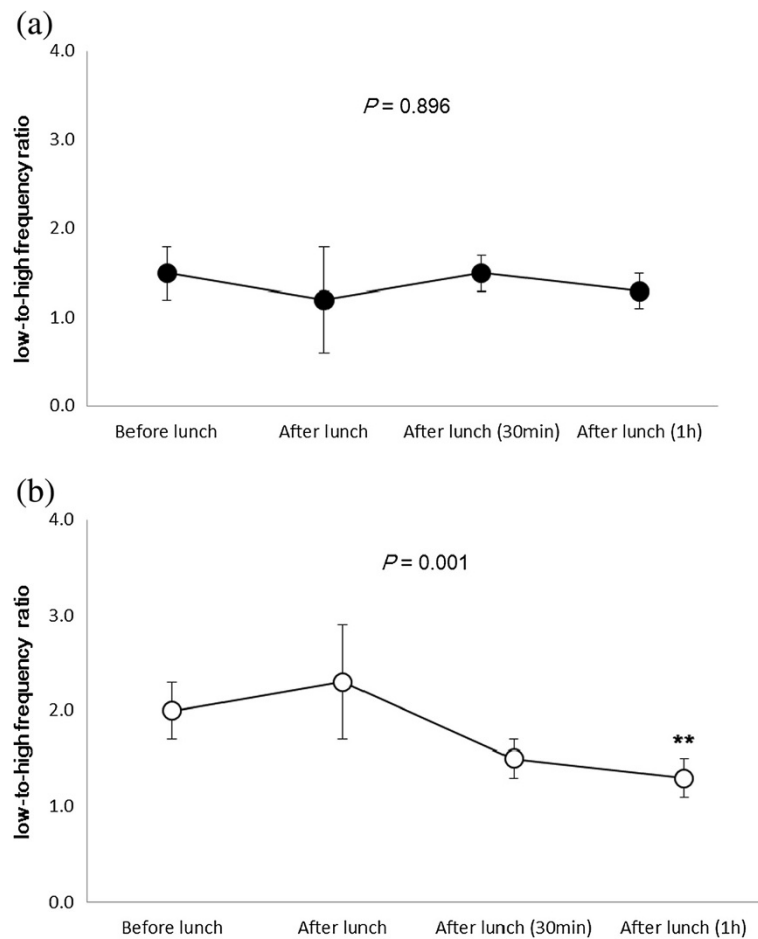 (a)
low-to-high frequency ratio
4.0
P = 0.896
3.0
2.0
1.0
0.0
Before lunch After lunch After lunch (30min) After lunch (1h)
(b)
low-to-high frequency ratio
4.0
P = 0.001
3.0
2.0
**
1.0
0.0
Before lunch After lunch After lunch (30min) After lunch (1h)